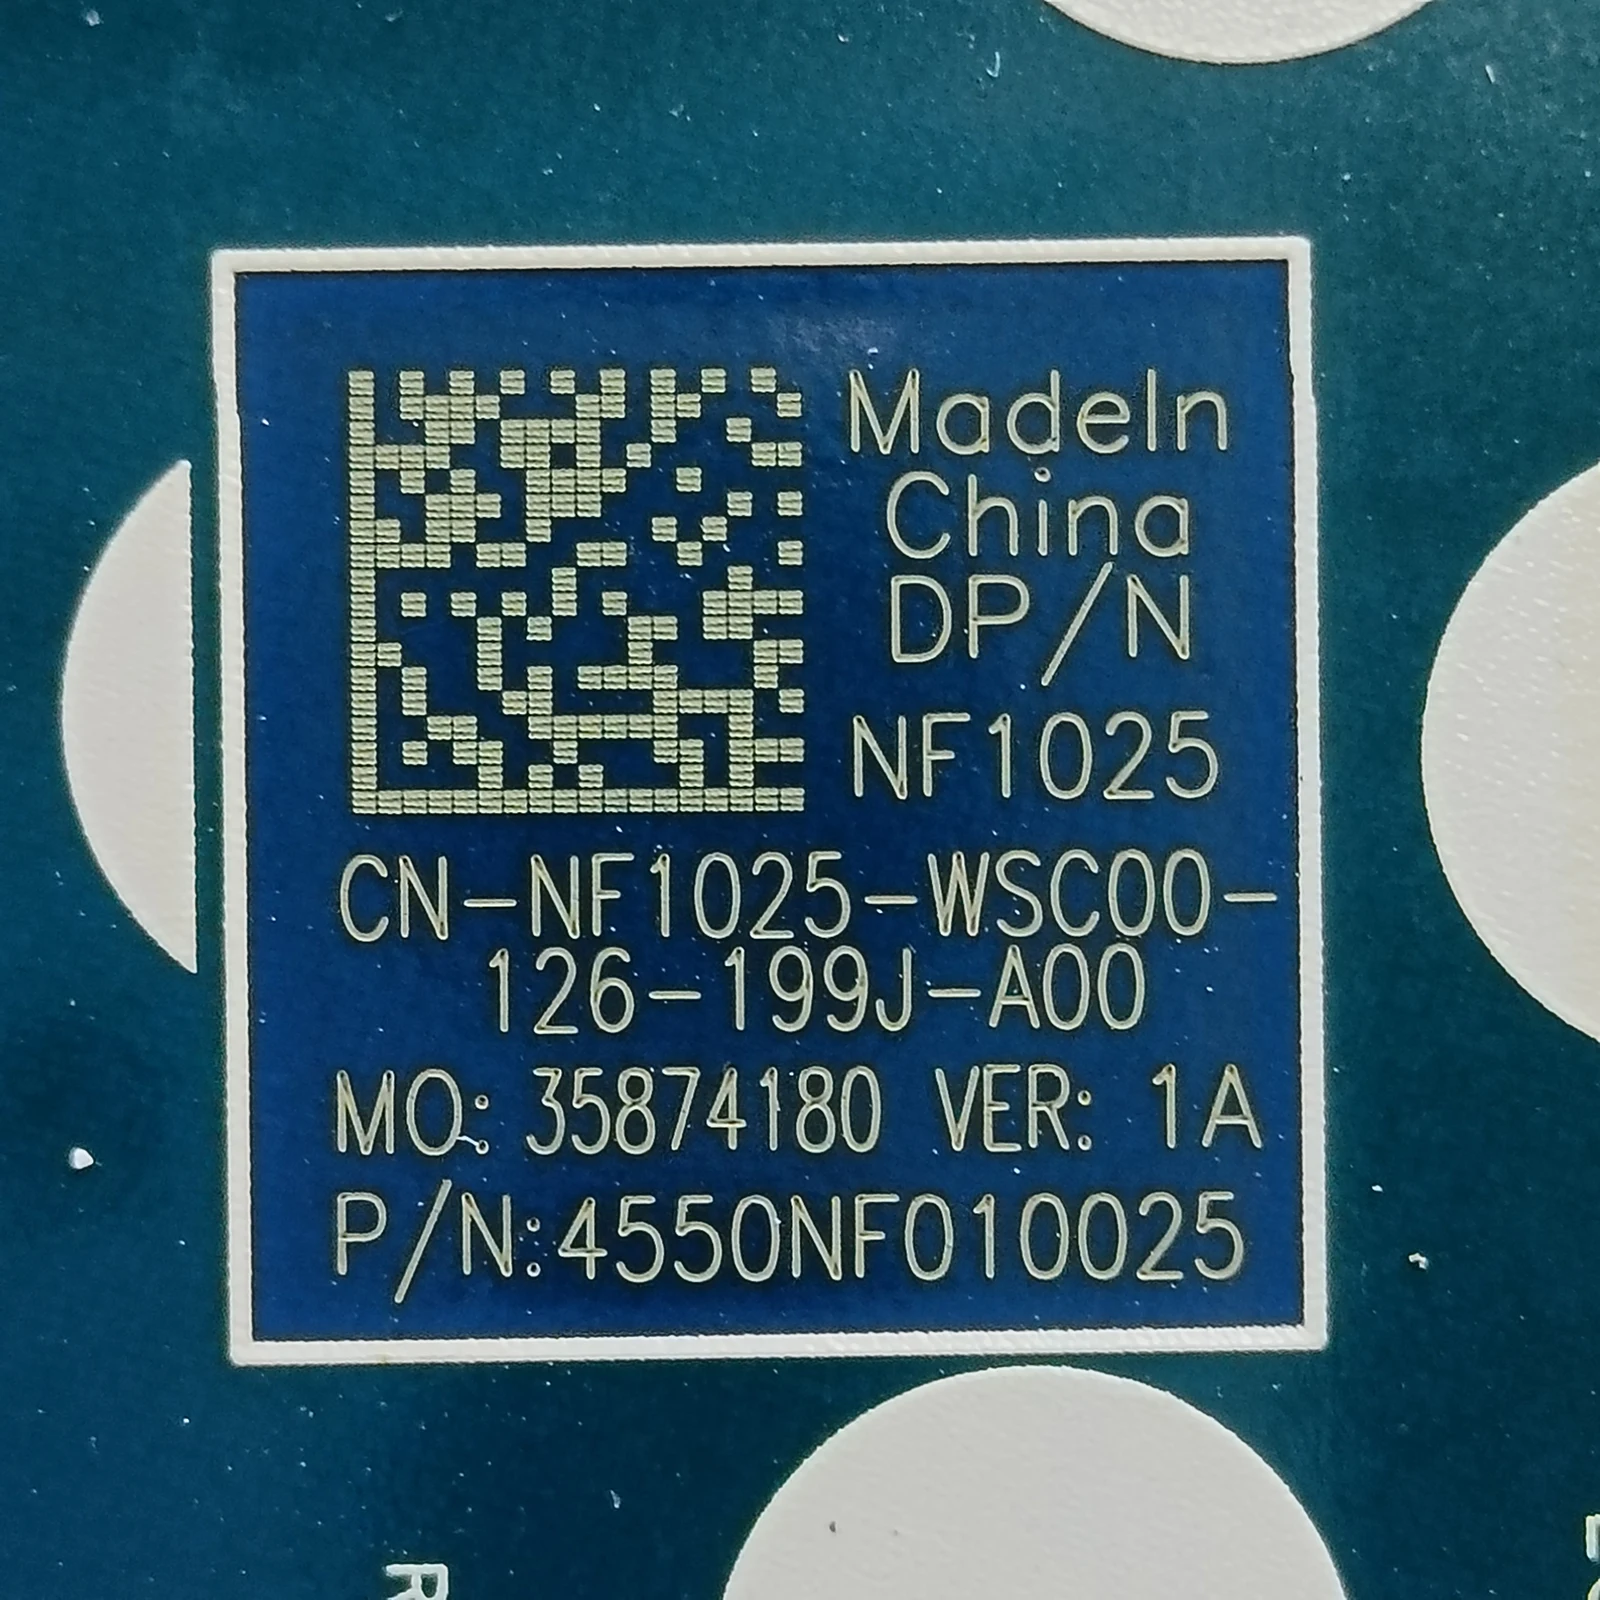 MadeIn
China
DP/N
NF1025
CN-NF1025-WSC00-
126-199J-A00
MO: 35874180 VER: 1A
P/N:4550NF010025
R